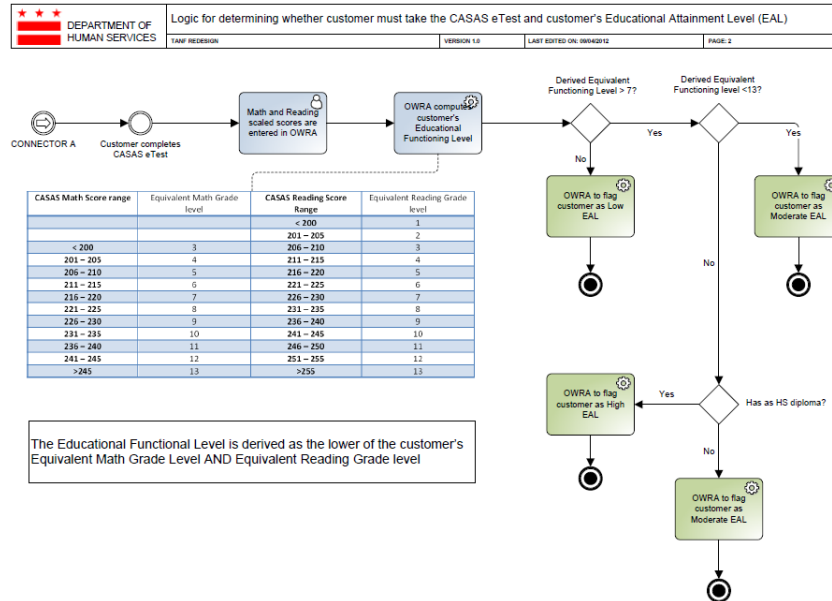 DEPARTMENT OF
HUMAN SERVICES
Logic for determining whether customer must take the CASAS eTest and customer's Educational Attainment Level (EAL)
TANF REDESIGN
VERSION 1.0
LAST EDITED ON: 09/04/2012
PAGE: 2
CONNECTOR A
Customer completes
CASAS eTest
Math and Reading
scaled scores are
entered in OWRA
OWRA computes
customer's
Educational
Functioning Level
Derived Equivalent
Functioning Level > 7?
Derived Equivalent
Functioning level <13?
Yes
Yes
No
No
OWRA to flag
customer as Low
EAL
OWRA to flag
customer as
Moderate EAL
CASAS Math Score range Equivalent Math Grade level CASAS Reading Score Range Equivalent Reading Grade level
< 200 1
201 – 205 2
< 200 3 206 – 210 3
201 – 205 4 211 – 215 4
206 – 210 5 216 – 220 5
211 – 215 6 221 – 225 6
216 – 220 7 226 – 230 7
221 – 225 8 231 – 235 8
226 – 230 9 236 – 240 9
231 – 235 10 241 – 245 10
236 – 240 11 246 – 250 11
241 – 245 12 251 – 255 12
>245 13 >255 13
OWRA to flag
customer as High
EAL
Yes
Has as HS diploma?
No
The Educational Functional Level is derived as the lower of the customer's
Equivalent Math Grade Level AND Equivalent Reading Grade level
OWRA to flag
customer as
Moderate EAL